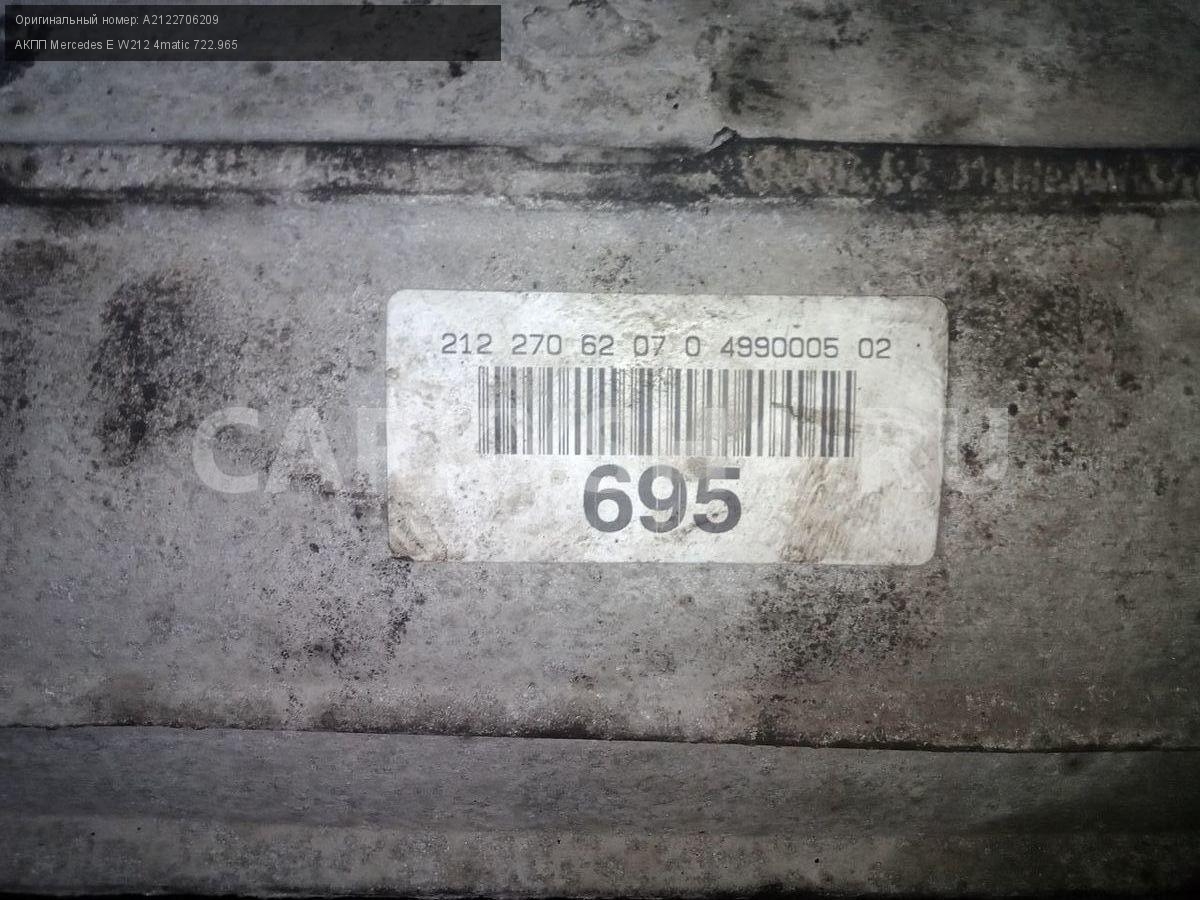 Оригинальный номер: A2122706209
АКПП Mercedes E W212 4matic 722.965
212 270 62 07 0 4990005 02
695